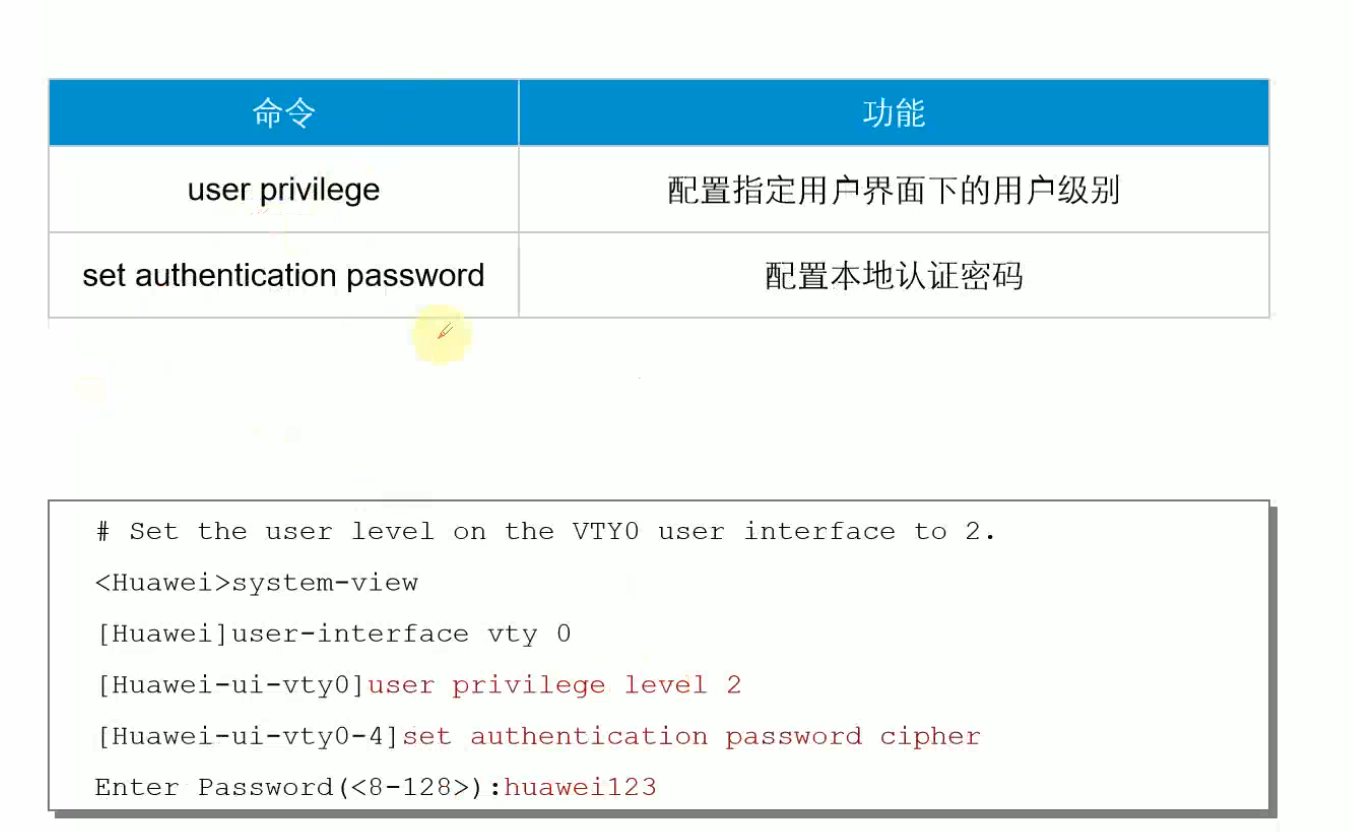 命令 功能
user privilege 配置指定用户界面下的用户级别
set authentication password 配置本地认证密码
# Set the user level on the VTY0 user interface to 2.
<Huawei>system-view
[Huawei]user-interface vty 0
[Huawei-ui-vty0]user privilege level 2
[Huawei-ui-vty0-4]set authentication password cipher
Enter Password(<8-128>):huawei123